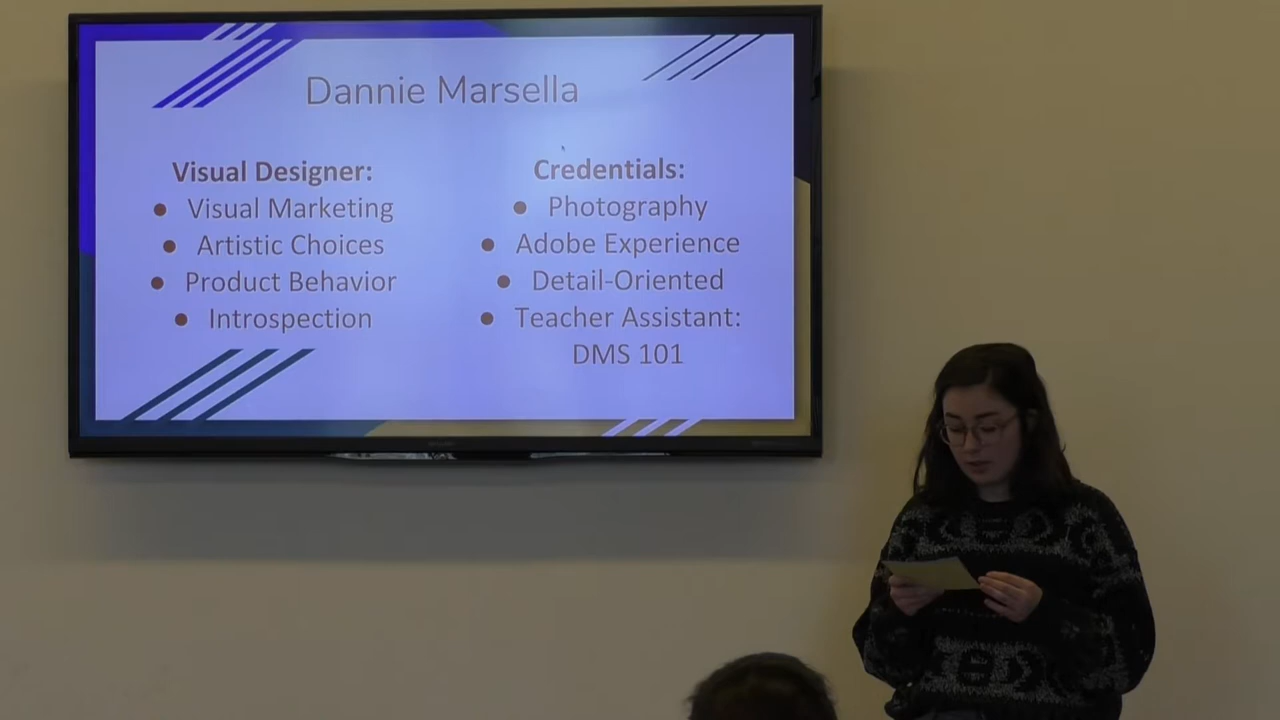 Dannie Marsella
Visual Designer:
● Visual Marketing
● Artistic Choices
● Product Behavior
● Introspection
Credentials:
● Photography
● Adobe Experience
● Detail-Oriented
● Teacher Assistant:
DMS 101